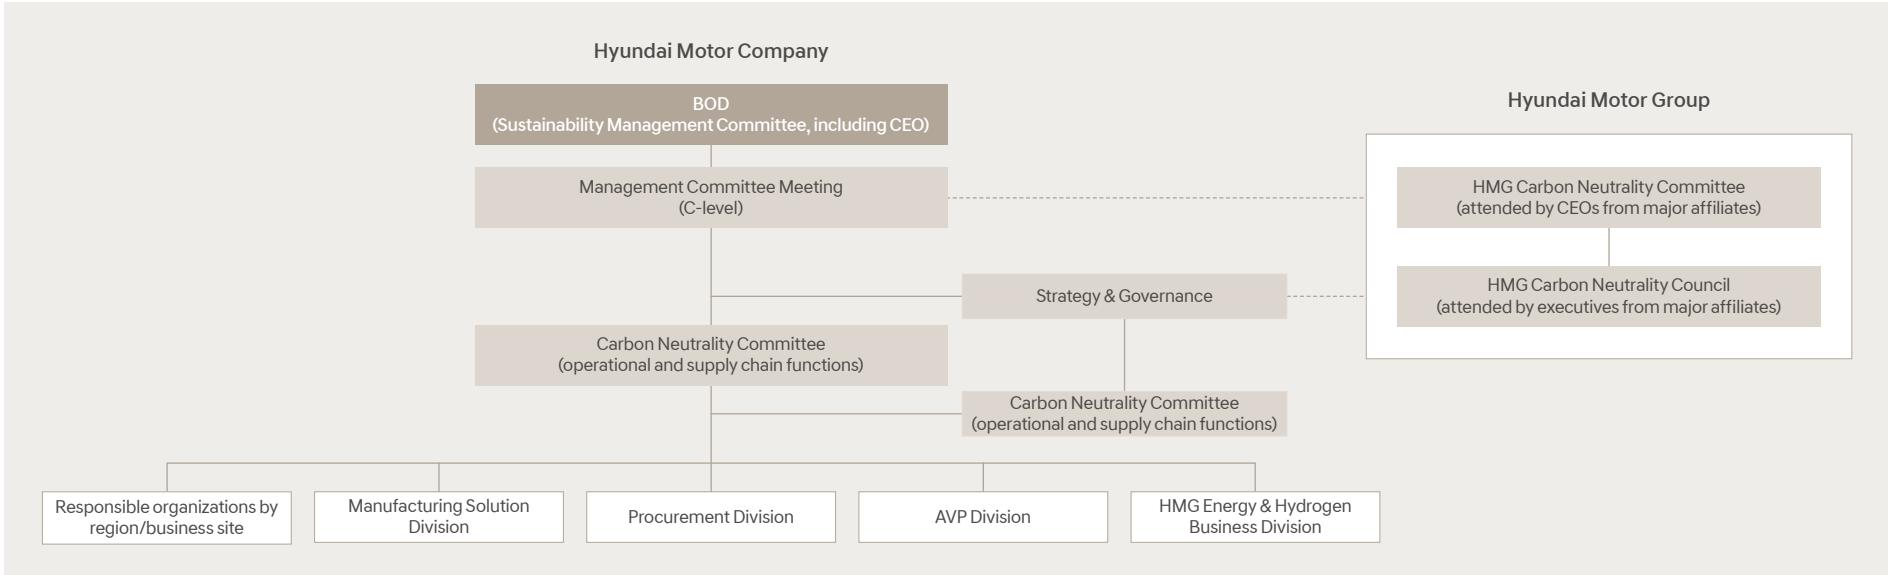 Hyundai Motor Company
BOD
(Sustainability Management Committee, including CEO)
Management Committee Meeting
(C-level)
Strategy & Governance
Carbon Neutrality Committee
(operational and supply chain functions)
Carbon Neutrality Committee
(operational and supply chain functions)
Responsible organizations by
region/business site
Manufacturing Solution
Division
Procurement Division
AVP Division
HMG Energy & Hydrogen
Business Division
Hyundai Motor Group
HMG Carbon Neutrality Committee
(attended by CEOs from major affiliates)
HMG Carbon Neutrality Council
(attended by executives from major affiliates)